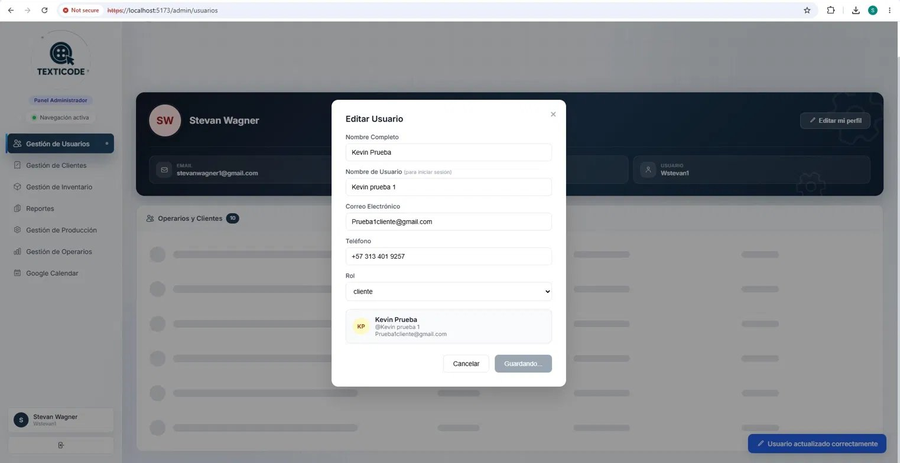 Not secure
https://localhost:5173/admin/usuarios
TEXTICODE
Panel Administrador
Navegación activa
Gestión de Usuarios
Gestión de Clientes
Gestión de Inventario
Reportes
Gestión de Producción
Gestión de Operarios
Google Calendar
S
Stevan Wagner
Wstevan1
SW
Stevan Wagner
Editar mi perfil
EMAIL
stevanwagner1@gmail.com
USUARIO
Wstevan1
Operarios y Clientes 10
Editar Usuario
Nombre Completo
Kevin Prueba
Nombre de Usuario (para iniciar sesión)
Kevin prueba 1
Correo Electrónico
Prueba1cliente@gmail.com
Teléfono
+57 313 401 9257
Rol
cliente
KP
Kevin Prueba
@Kevin prueba 1
Prueba1cliente@gmail.com
Cancelar
Guardando...
Usuario actualizado correctamente